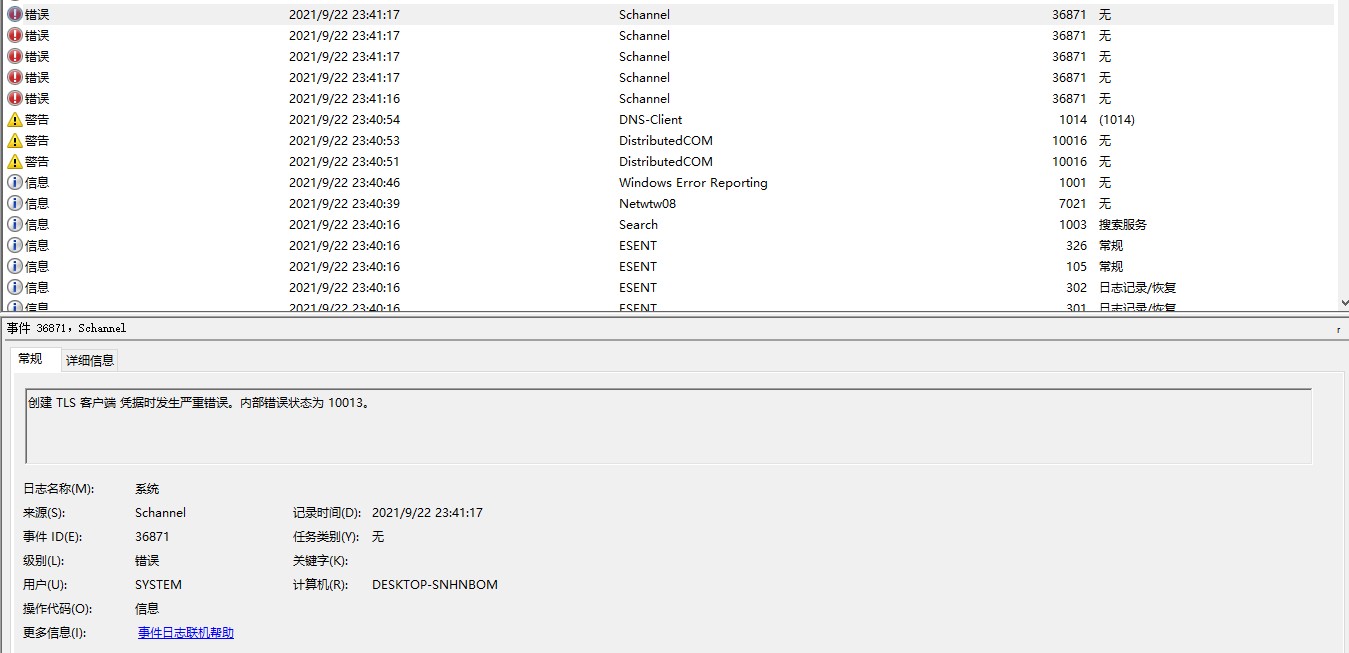 错误 2021/9/22 23:41:17 Schannel 36871 无
错误 2021/9/22 23:41:17 Schannel 36871 无
错误 2021/9/22 23:41:17 Schannel 36871 无
错误 2021/9/22 23:41:17 Schannel 36871 无
错误 2021/9/22 23:41:16 Schannel 36871 无
警告 2021/9/22 23:40:54 DNS-Client 1014 (1014)
警告 2021/9/22 23:40:53 DistributedCOM 10016 无
警告 2021/9/22 23:40:51 DistributedCOM 10016 无
信息 2021/9/22 23:40:46 Windows Error Reporting 1001 无
信息 2021/9/22 23:40:39 Netwtw08 7021 无
信息 2021/9/22 23:40:16 Search 1003 搜索服务
信息 2021/9/22 23:40:16 ESENT 326 常规
信息 2021/9/22 23:40:16 ESENT 105 常规
信息 2021/9/22 23:40:16 ESENT 302 日志记录/恢复
信息 2021/9/22 23:40:16 ESENT 301 日志记录/恢复
事件 36871，Schannel
常规 详细信息
创建 TLS 客户端 凭据时发生严重错误。内部错误状态为 10013。
日志名称(M): 系统
来源(S): Schannel 记录时间(D): 2021/9/22 23:41:17
事件 ID(E): 36871 任务类别(Y): 无
级别(L): 错误 关键字(K):
用户(U): SYSTEM 计算机(R): DESKTOP-SNHNBOM
操作代码(O): 信息
更多信息(I): 事件日志联机帮助